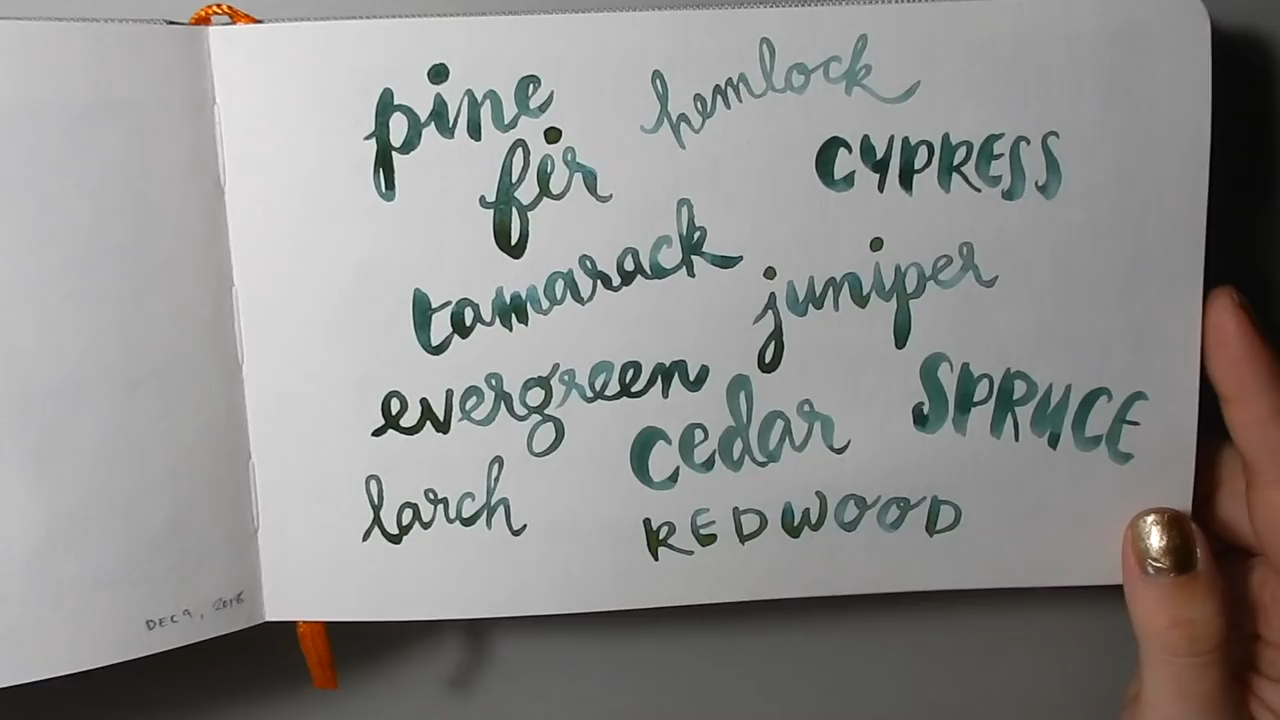 pine hemlock
fir CYPRESS
tamarack juniper
evergreen cedar SPRUCE
larch REDWOOD
DEC 9, 2018